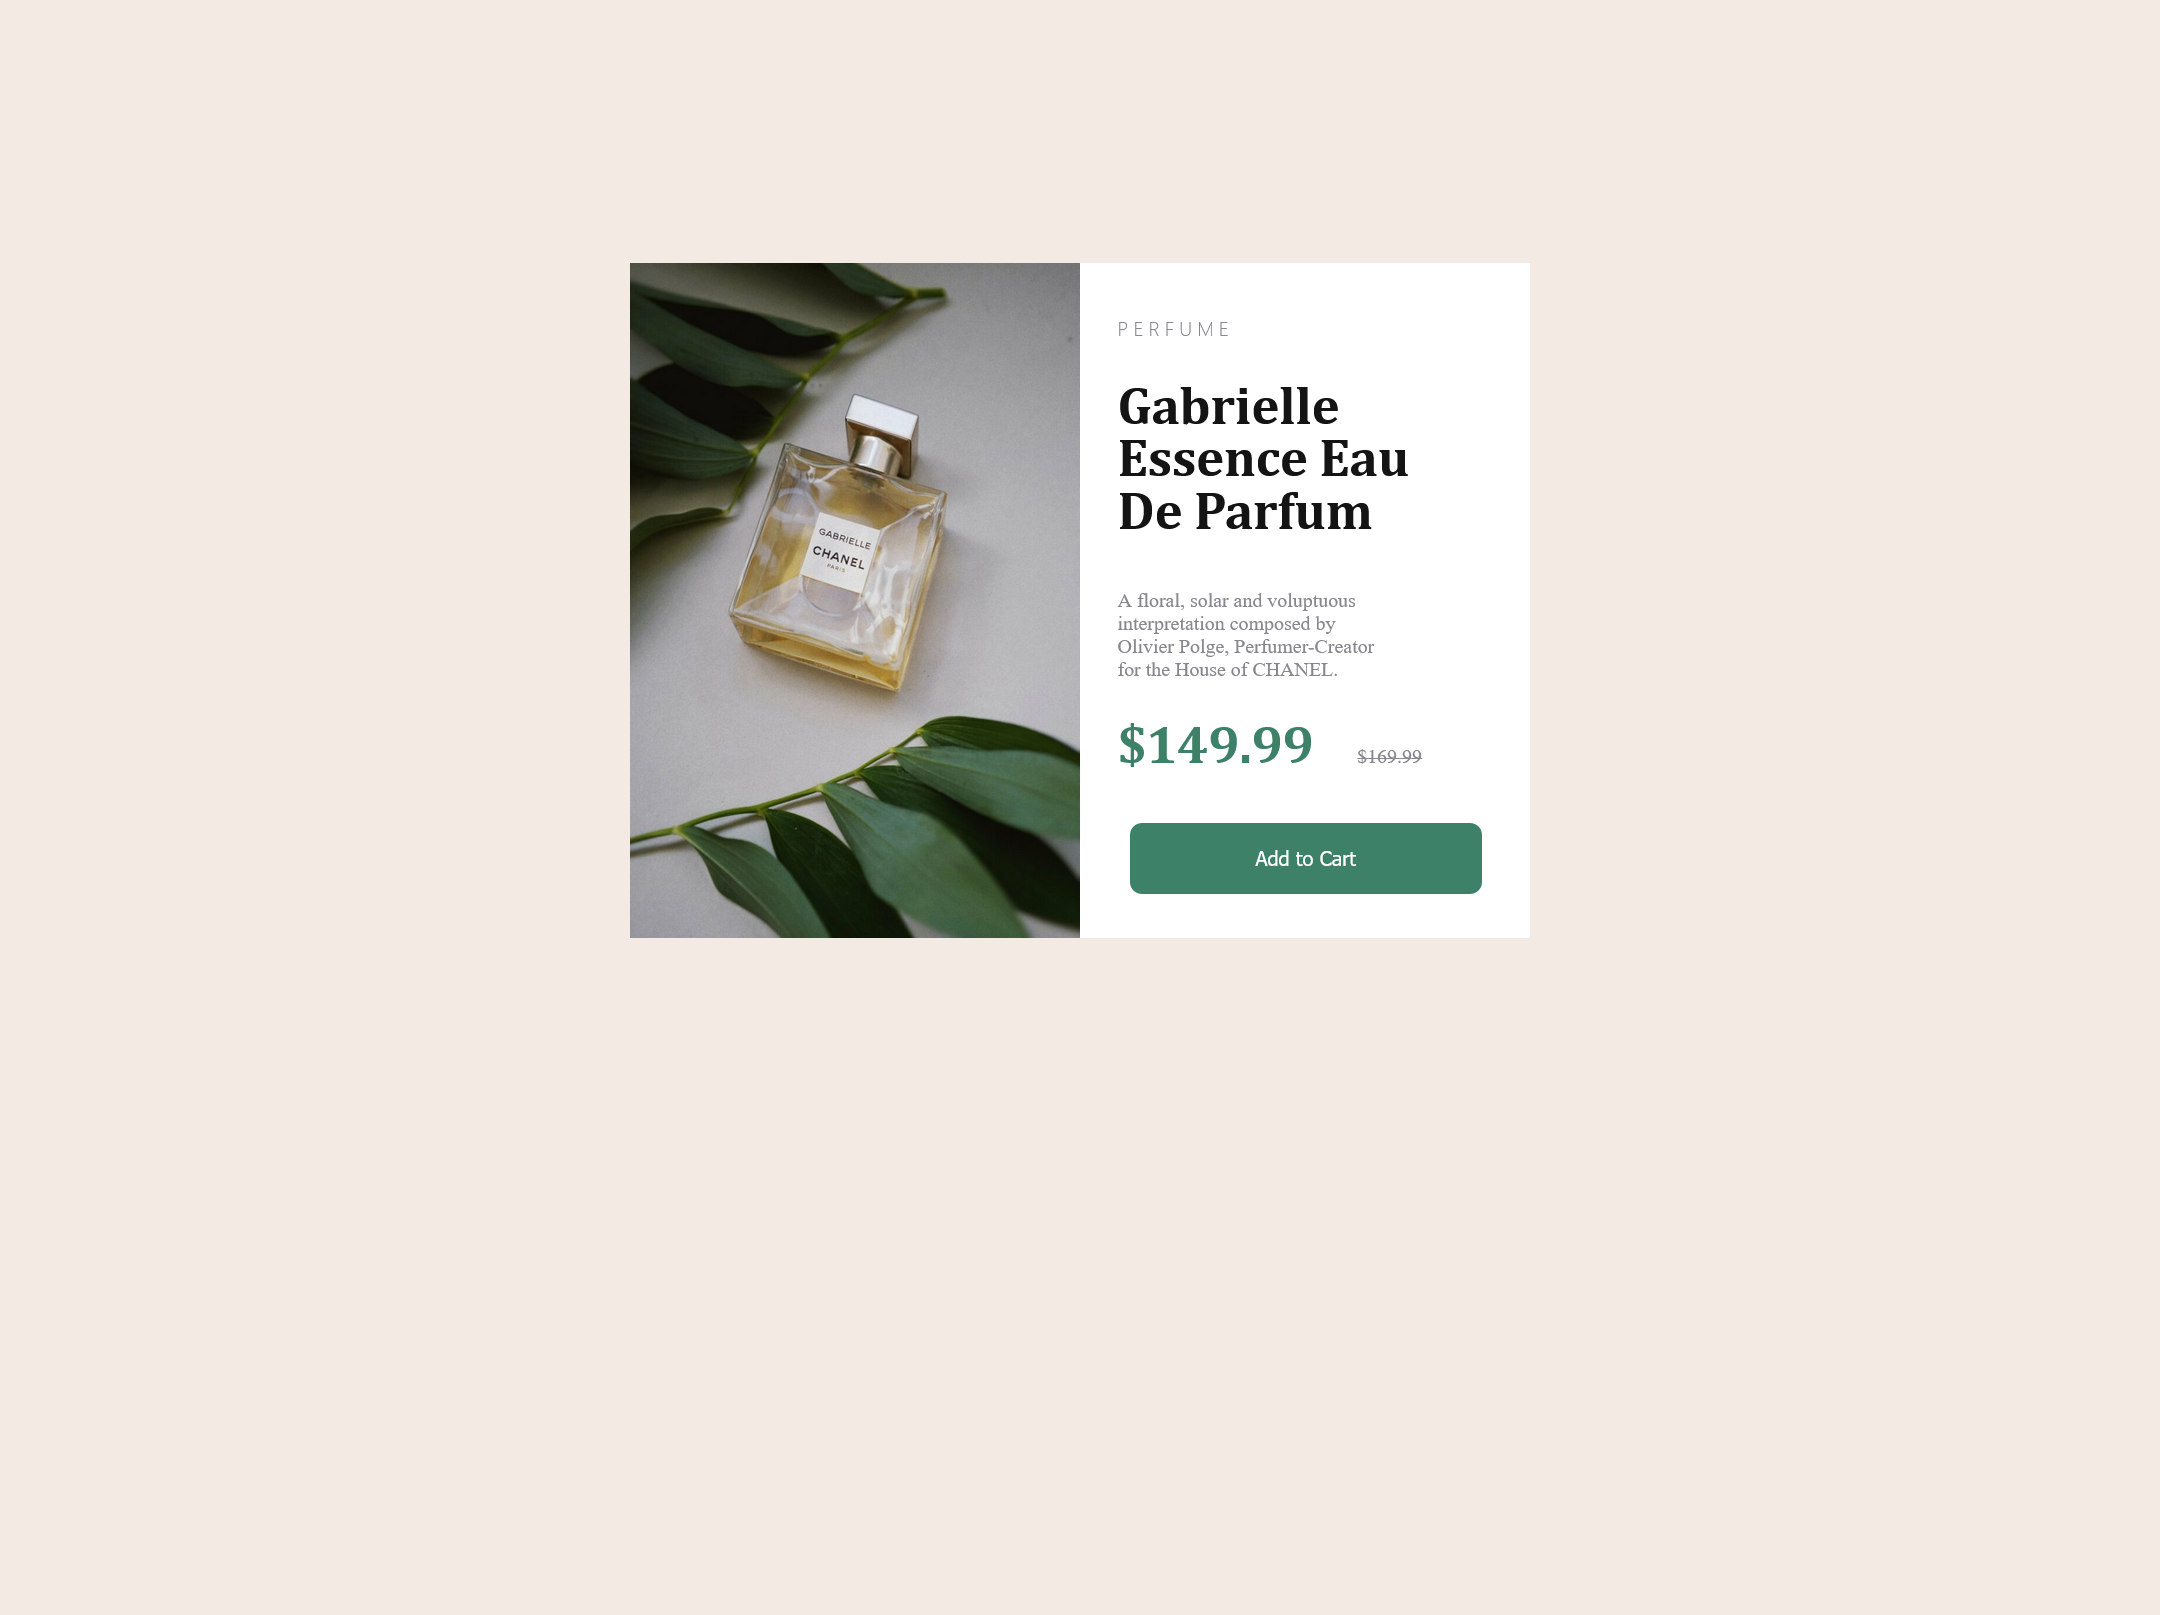 GABRIELLE
CHANEL
PARIS
PERFUME
Gabrielle
Essence Eau
De Parfum
A floral, solar and voluptuous
interpretation composed by
Olivier Polge, Perfumer-Creator
for the House of CHANEL.
$149.99 $169.99
Add to Cart